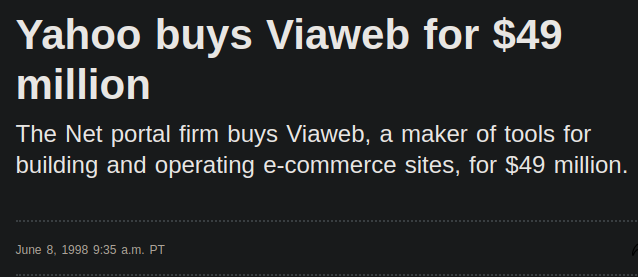 Yahoo buys Viaweb for $49
million
The Net portal firm buys Viaweb, a maker of tools for
building and operating e-commerce sites, for $49 million.
June 8, 1998 9:35 a.m. PT